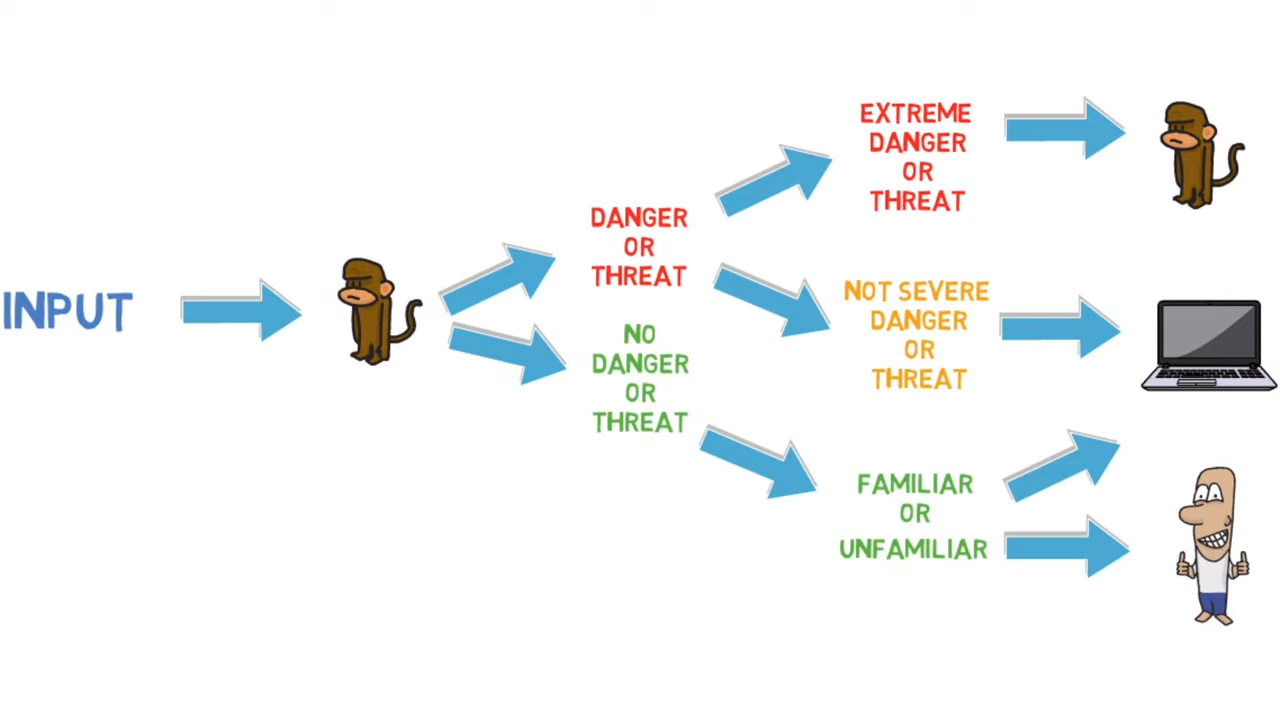 INPUT
DANGER
OR
THREAT
NO
DANGER
OR
THREAT
EXTREME
DANGER
OR
THREAT
NOT SEVERE
DANGER
OR
THREAT
FAMILIAR
OR
UNFAMILIAR